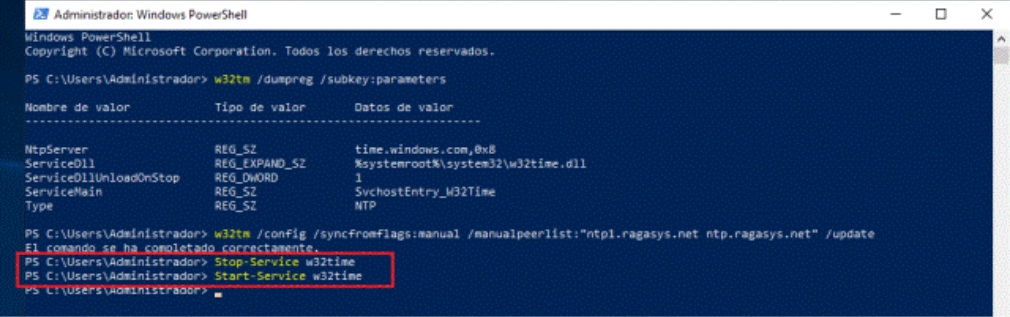 Administrador: Windows PowerShell
Windows PowerShell
Copyright (C) Microsoft Corporation. Todos los derechos reservados.
PS C:\Users\Administrador> w32tm /dumpreg /subkey:parameters
Nombre de valor Tipo de valor Datos de valor
-----------------------------------------------------------------
NtpServer REG_SZ time.windows.com,0x8
ServiceDll REG_EXPAND_SZ %systemroot%\system32\w32time.dll
ServiceDllUnloadOnStop REG_DWORD 1
ServiceMain REG_SZ SvchostEntry_W32Time
Type REG_SZ NTP
PS C:\Users\Administrador> w32tm /config /syncfromflags:manual /manualpeerlist:"ntp1.ragasys.net ntp.ragasys.net" /update
El comando se ha completado correctamente.
PS C:\Users\Administrador> Stop-Service w32time
PS C:\Users\Administrador> Start-Service w32time
PS C:\Users\Administrador>